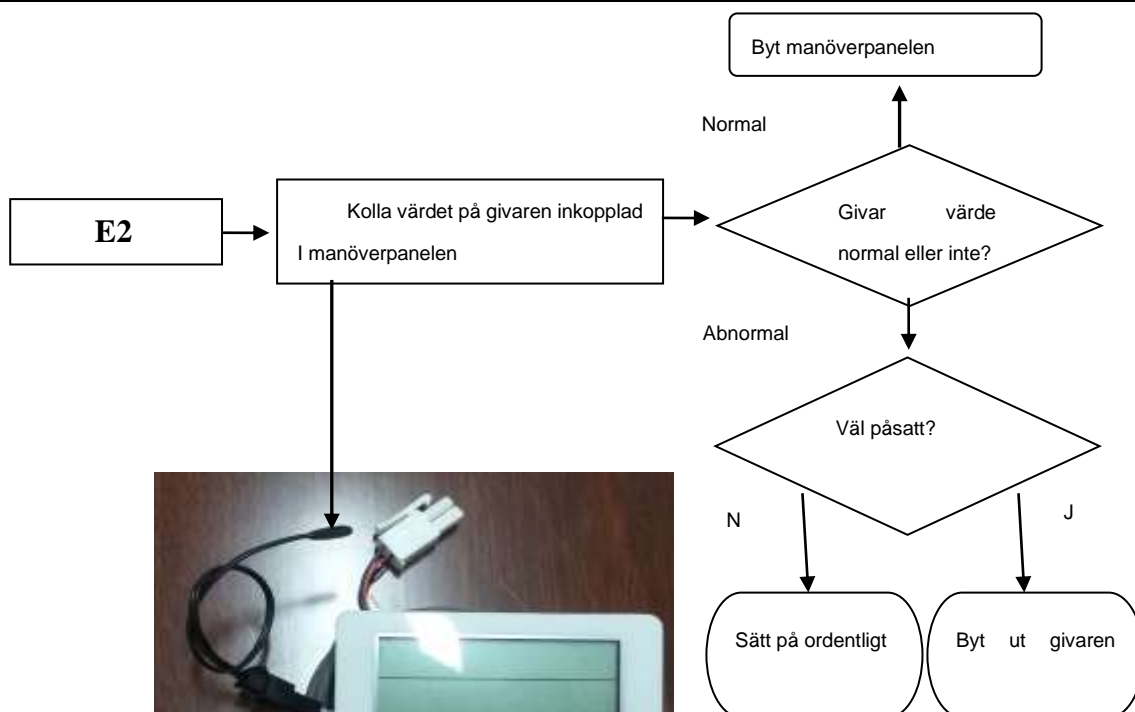 Byt manöverpanelen
Normal
E2
Kolla värdet på givaren inkopplad
I manöverpanelen
Givar värde
normal eller inte?
Abnormal
Väl påsatt?
N
J
Sätt på ordentligt
Byt ut givaren